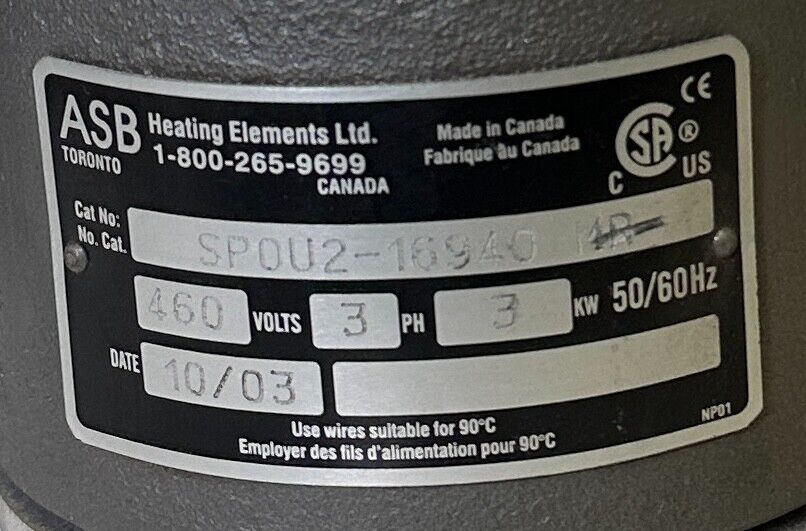 ASB Heating Elements Ltd.
TORONTO 1-800-265-9699
CANADA
Made in Canada
Fabrique au Canada
CE
CSA ®
C US
Cat No:
No. Cat.
SPOU2-16940
460 VOLTS 3 PH 3 KW 50/60Hz
DATE 10/03
Use wires suitable for 90°C
Employer des fils d'alimentation pour 90°C
NP01